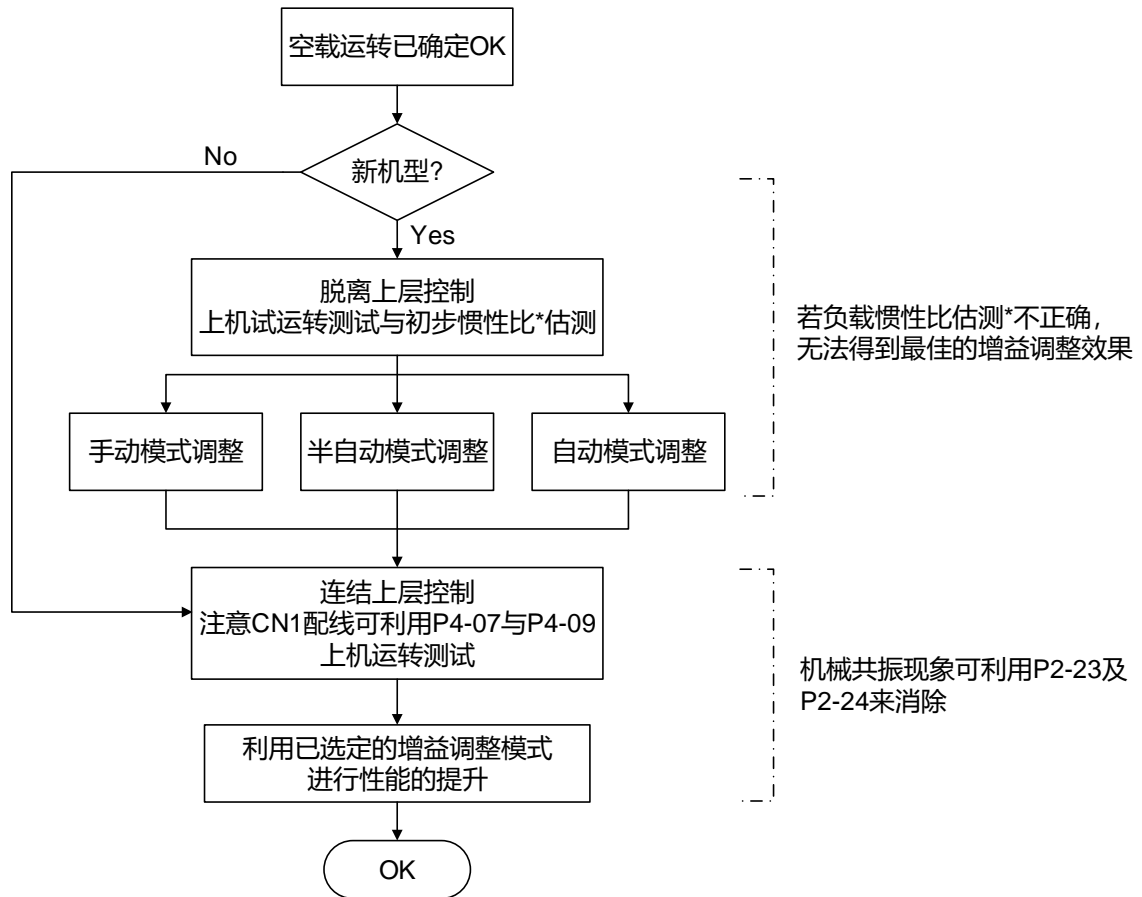 空载运转已确定OK
新机型?
No
Yes
脱离上层控制
上机试运转测试与初步惯性比*估测
若负载惯性比估测*不正确，
无法得到最佳的增益调整效果
手动模式调整
半自动模式调整
自动模式调整
连结上层控制
注意CN1配线可利用P4-07与P4-09
上机运转测试
机械共振现象可利用P2-23及
P2-24来消除
利用已选定的增益调整模式
进行性能的提升
OK